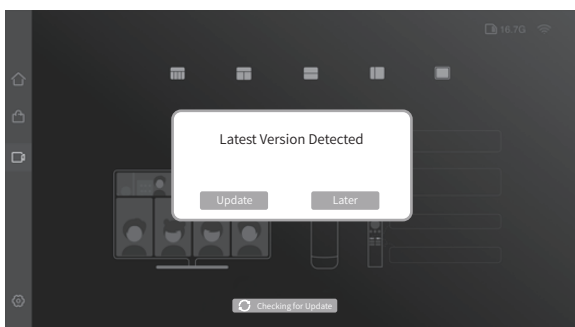 16.7G
Latest Version Detected
Update Later
Checking for Update